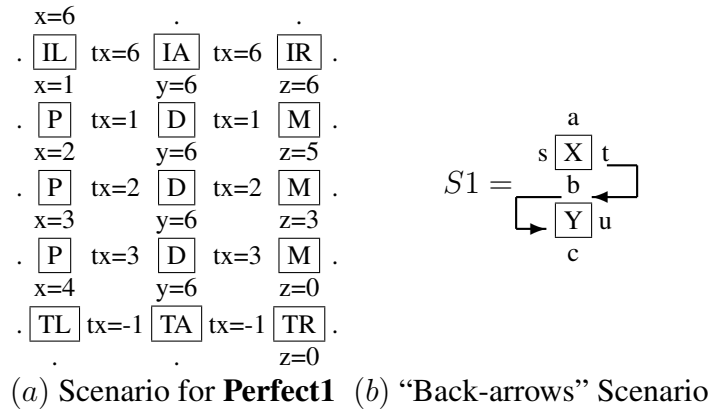 x=6 . .
. IL tx=6 IA tx=6 IR .
x=1 y=6 z=6
. P tx=1 D tx=1 M .
x=2 y=6 z=5
. P tx=2 D tx=2 M .
x=3 y=6 z=3
. P tx=3 D tx=3 M .
x=4 y=6 z=0
. TL tx=-1 TA tx=-1 TR .
. . z=0
a
s X t
S1 = b
Y u
c
(a) Scenario for Perfect1 (b) “Back-arrows” Scenario